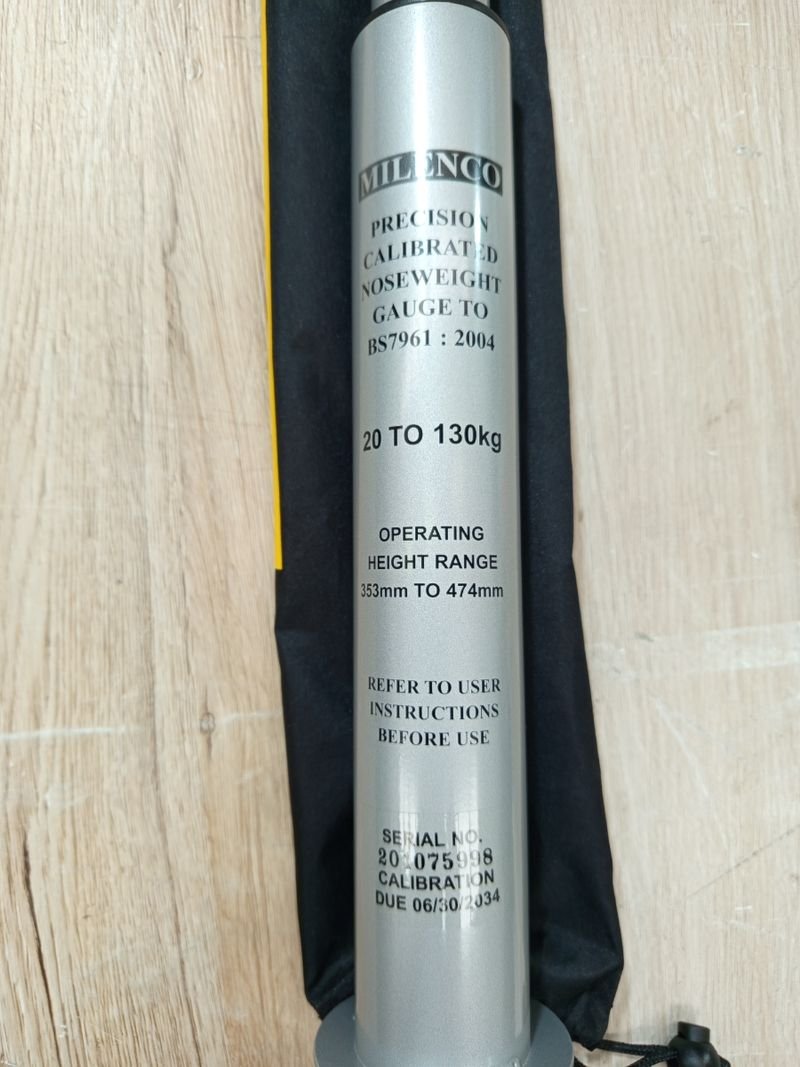 MILENCO
PRECISION
CALIBRATED
NOSEWEIGHT
GAUGE TO
BS7961 : 2004
20 TO 130kg
OPERATING
HEIGHT RANGE
353mm TO 474mm
REFER TO USER
INSTRUCTIONS
BEFORE USE
SERIAL NO.
CALIBRATION
DUE 06/30/2034